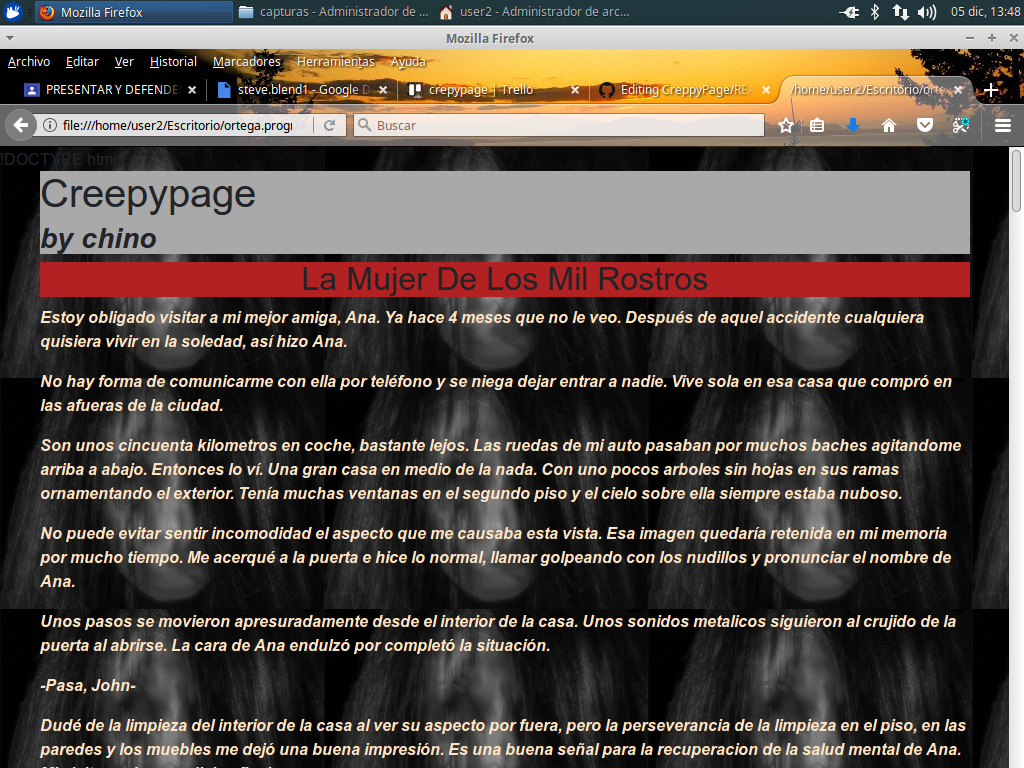 Mozilla Firefox
capturas - Administrador de ...
user2 - Administrador de arc...
05 dic, 13:48
Mozilla Firefox
Archivo Editar Ver Historial Marcadores Herramientas Ayuda
PRESENTAR Y DEFENDE
steve.blend1 - Google D
crepypage | Trello
Editing CreppyPage/REA
/home/user2/Escritorio/orte
file:///home/user2/Escritorio/ortega.progr
Buscar
!DOCTYPE html
Creepypage
by chino
La Mujer De Los Mil Rostros
Estoy obligado visitar a mi mejor amiga, Ana. Ya hace 4 meses que no le veo. Después de aquel accidente cualquiera
quisiera vivir en la soledad, así hizo Ana.
No hay forma de comunicarme con ella por teléfono y se niega dejar entrar a nadie. Vive sola en esa casa que compró en
las afueras de la ciudad.
Son unos cincuenta kilometros en coche, bastante lejos. Las ruedas de mi auto pasaban por muchos baches agitandome
arriba a abajo. Entonces lo ví. Una gran casa en medio de la nada. Con uno pocos arboles sin hojas en sus ramas
ornamentando el exterior. Tenía muchas ventanas en el segundo piso y el cielo sobre ella siempre estaba nuboso.
No puede evitar sentir incomodidad el aspecto que me causaba esta vista. Esa imagen quedaría retenida en mi memoria
por mucho tiempo. Me acerqué a la puerta e hice lo normal, llamar golpeando con los nudillos y pronunciar el nombre de
Ana.
Unos pasos se movieron apresuradamente desde el interior de la casa. Unos sonidos metalicos siguieron al crujido de la
puerta al abrirse. La cara de Ana endulzó por completó la situación.
-Pasa, John-
Dudé de la limpieza del interior de la casa al ver su aspecto por fuera, pero la perseverancia de la limpieza en el piso, en las
paredes y los muebles me dejó una buena impresión. Es una buena señal para la recuperacion de la salud mental de Ana.